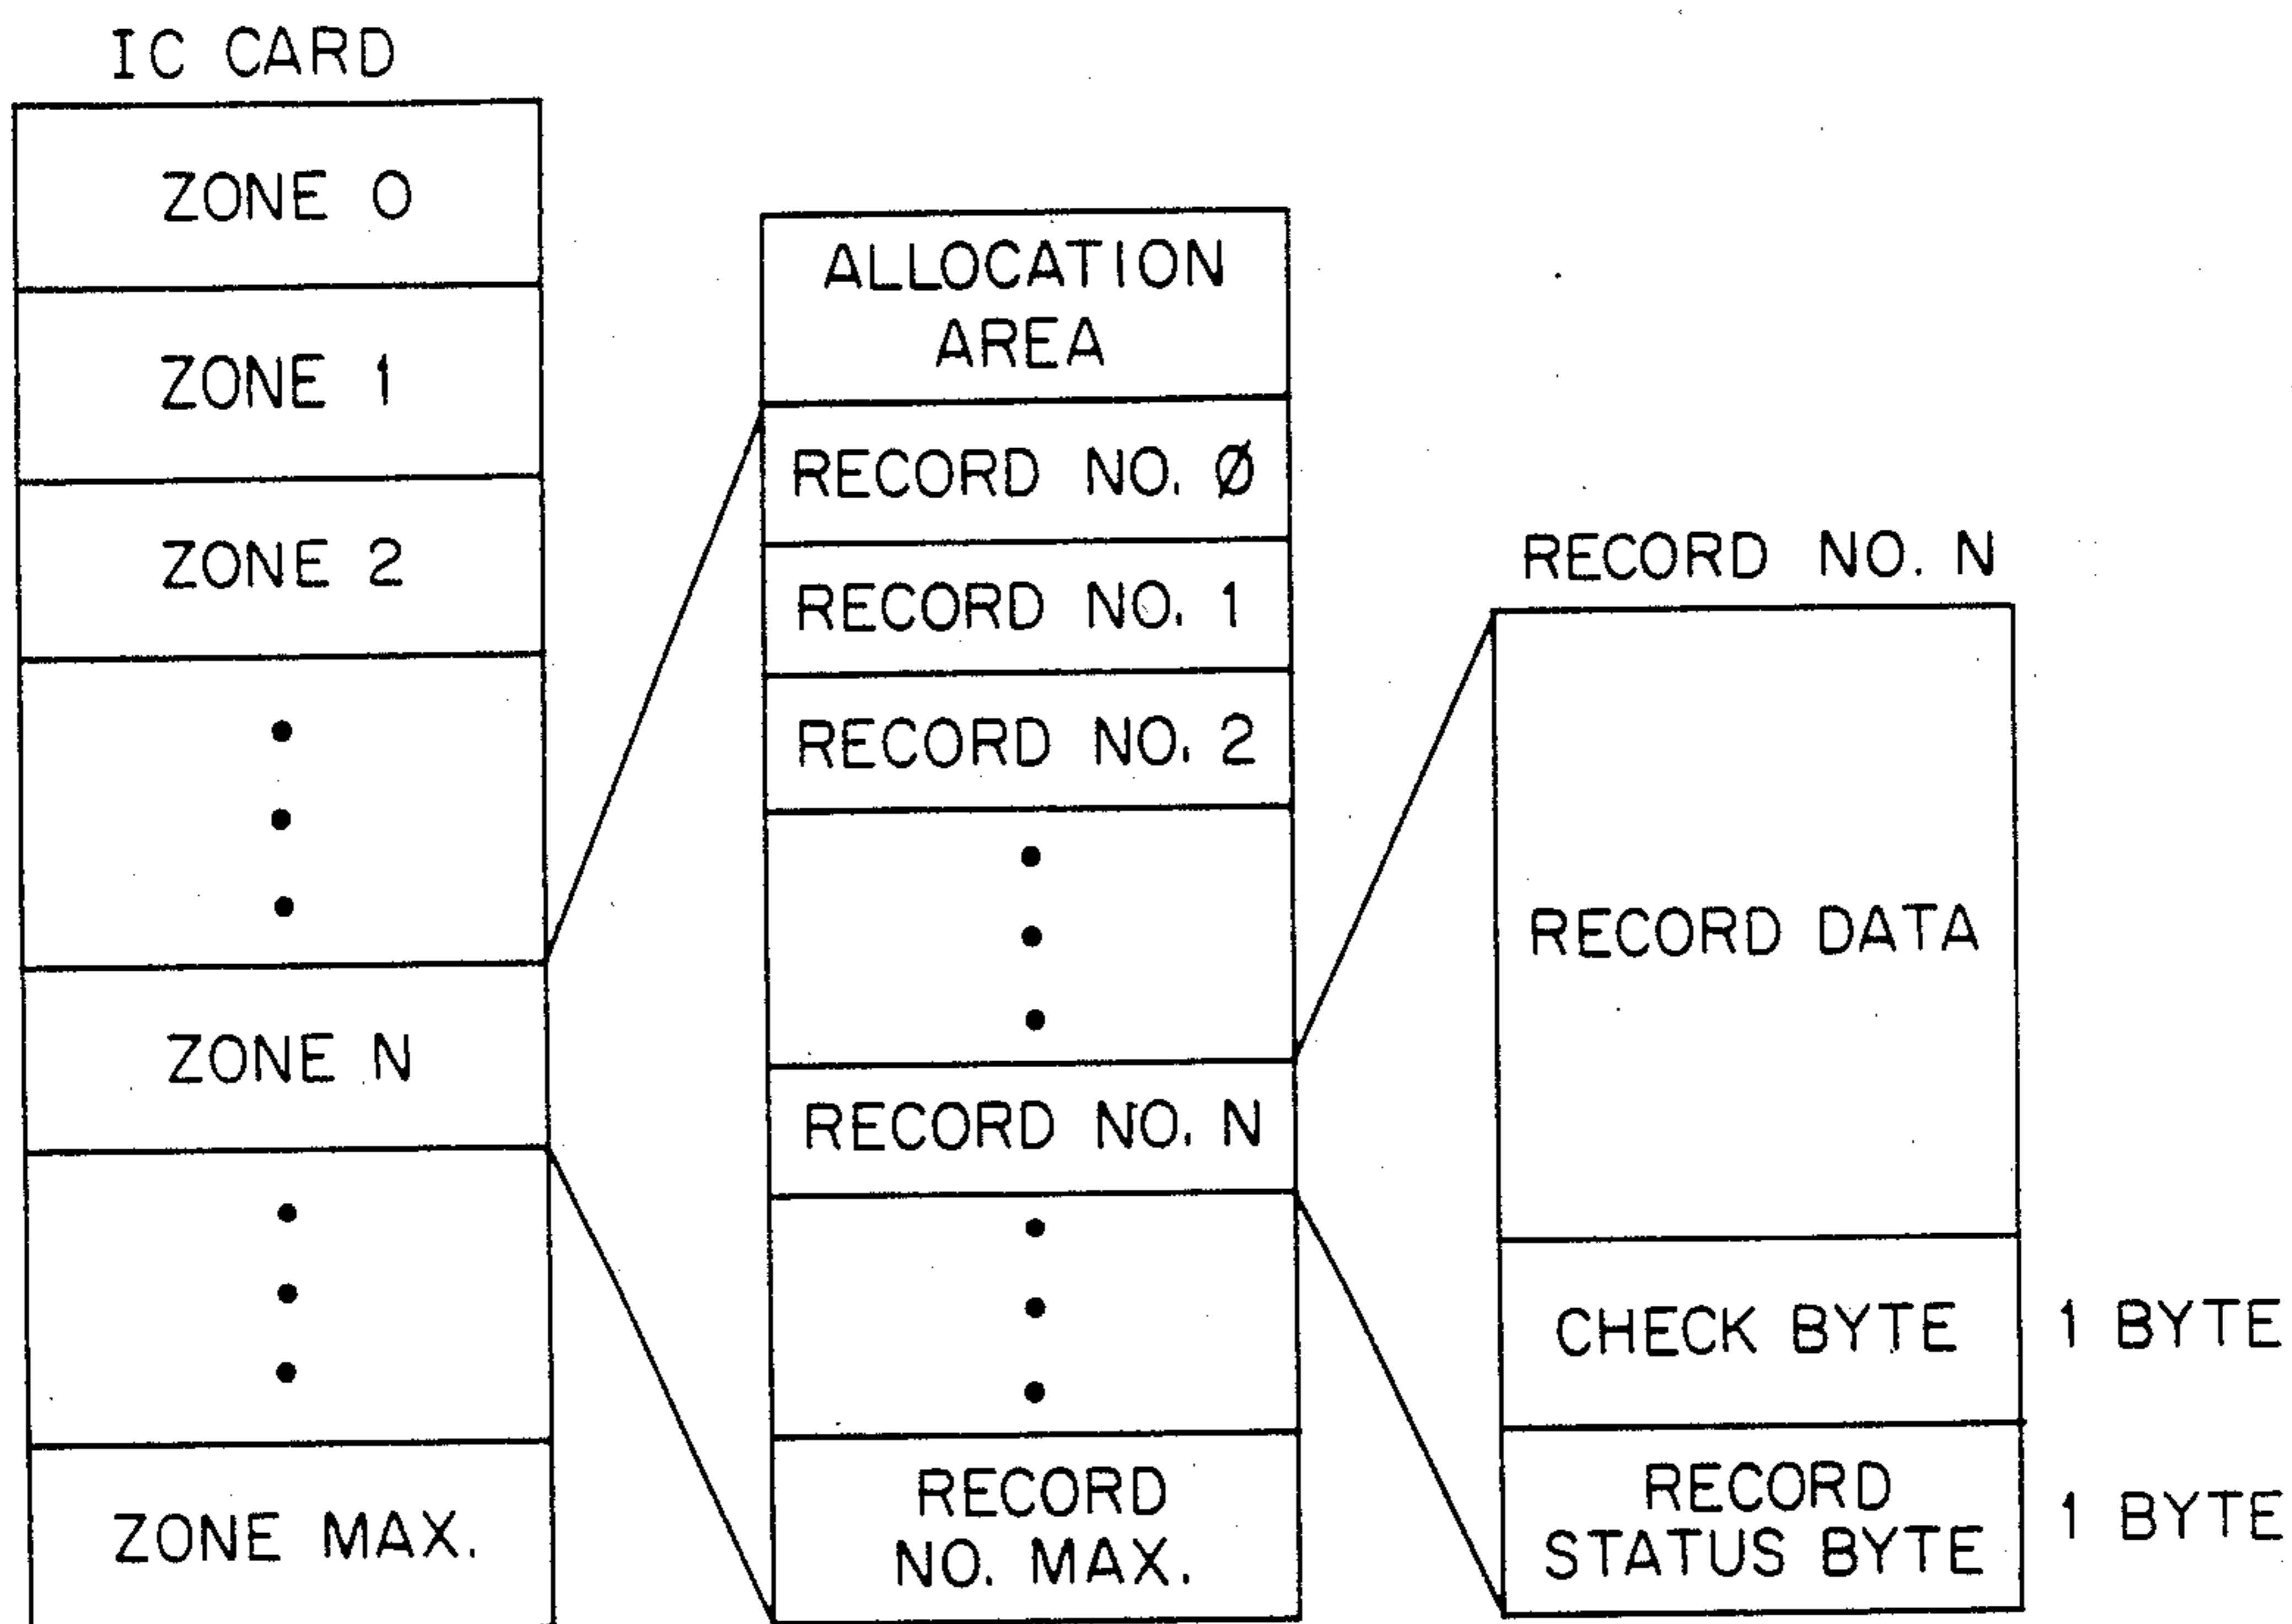 IC CARD
ZONE 0
ZONE 1
ZONE 2
ZONE N
ZONE MAX.
ALLOCATION
AREA
RECORD NO. Ø
RECORD NO. 1
RECORD NO. 2
RECORD NO. N
RECORD
NO. MAX.
RECORD NO. N
RECORD DATA
CHECK BYTE
1 BYTE
RECORD
STATUS BYTE
1 BYTE